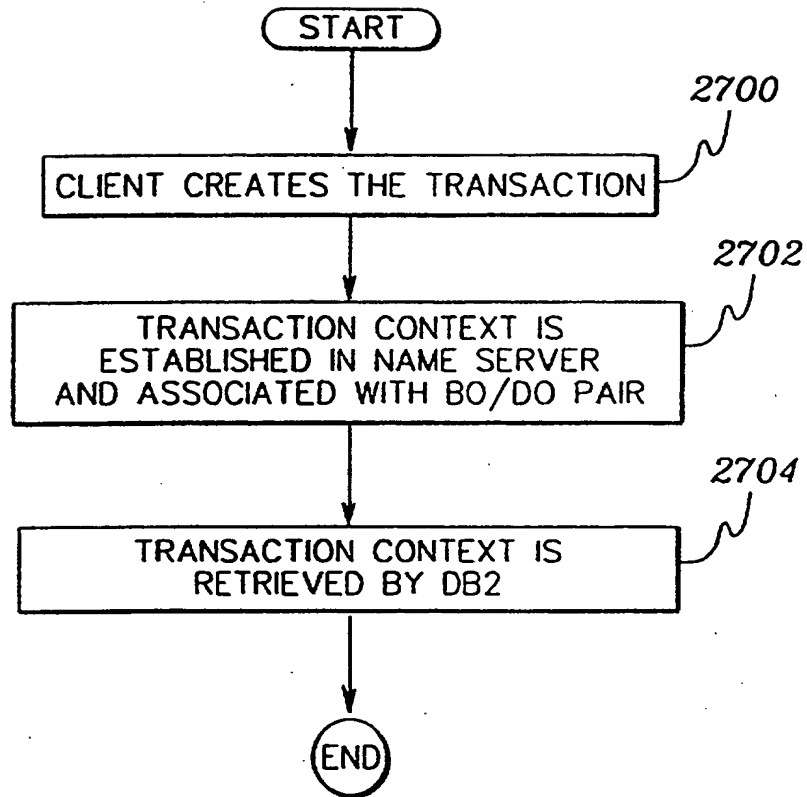 START
2700
CLIENT CREATES THE TRANSACTION
2702
TRANSACTION CONTEXT IS
ESTABLISHED IN NAME SERVER
AND ASSOCIATED WITH BO/DO PAIR
2704
TRANSACTION CONTEXT IS
RETRIEVED BY DB2
END